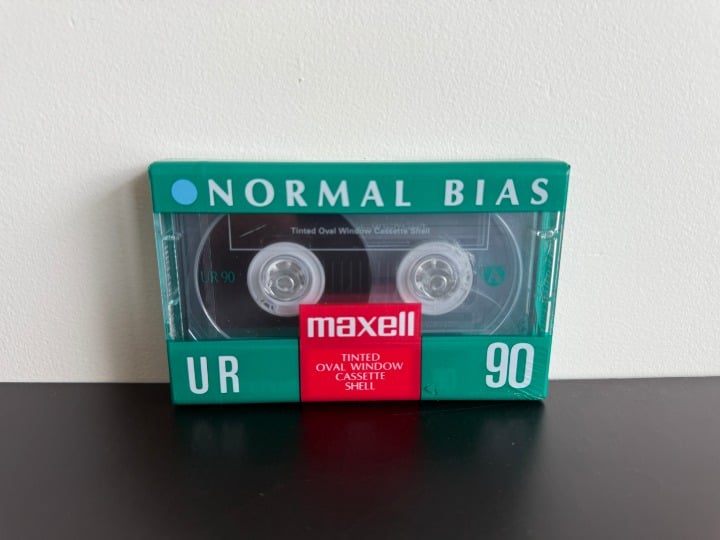 NORMAL BIAS
Tinted Oval Window Cassette Shell
UR 90
A
maxell
TINTED
OVAL WINDOW
CASSETTE
SHELL
UR
90